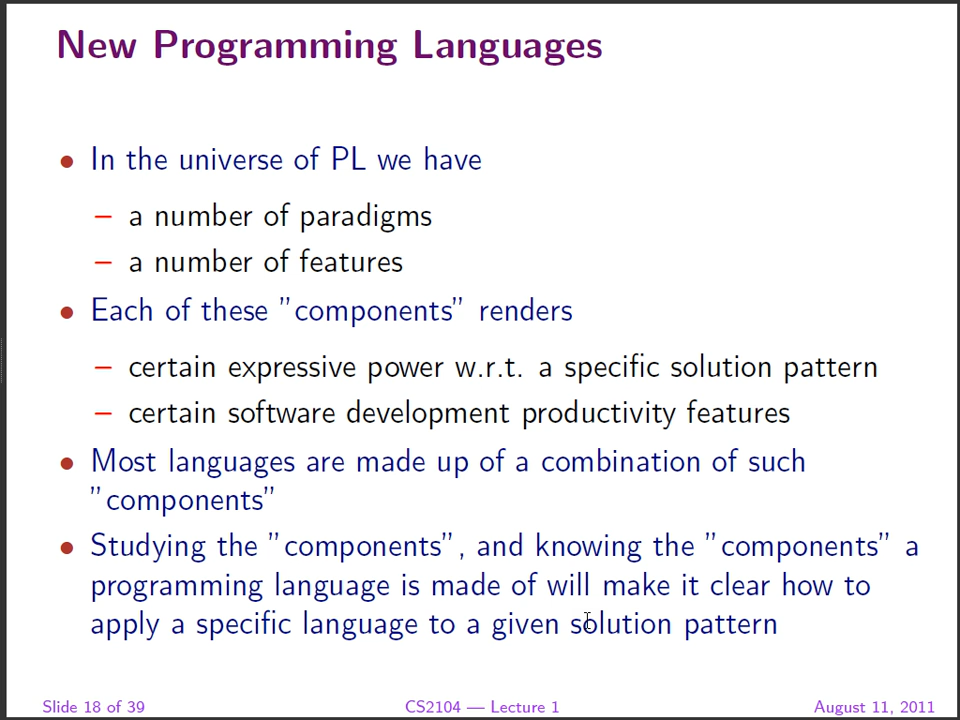 New Programming Languages
• In the universe of PL we have
– a number of paradigms
– a number of features
• Each of these ”components” renders
– certain expressive power w.r.t. a specific solution pattern
– certain software development productivity features
• Most languages are made up of a combination of such
”components”
• Studying the ”components”, and knowing the ”components” a
programming language is made of will make it clear how to
apply a specific language to a given solution pattern
Slide 18 of 39 CS2104 — Lecture 1 August 11, 2011